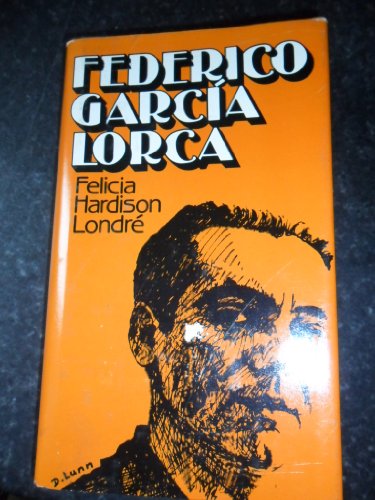 FEDERICO
GARCÍA
LORCA
Felicia
Hardison
Londré
D. Lunn